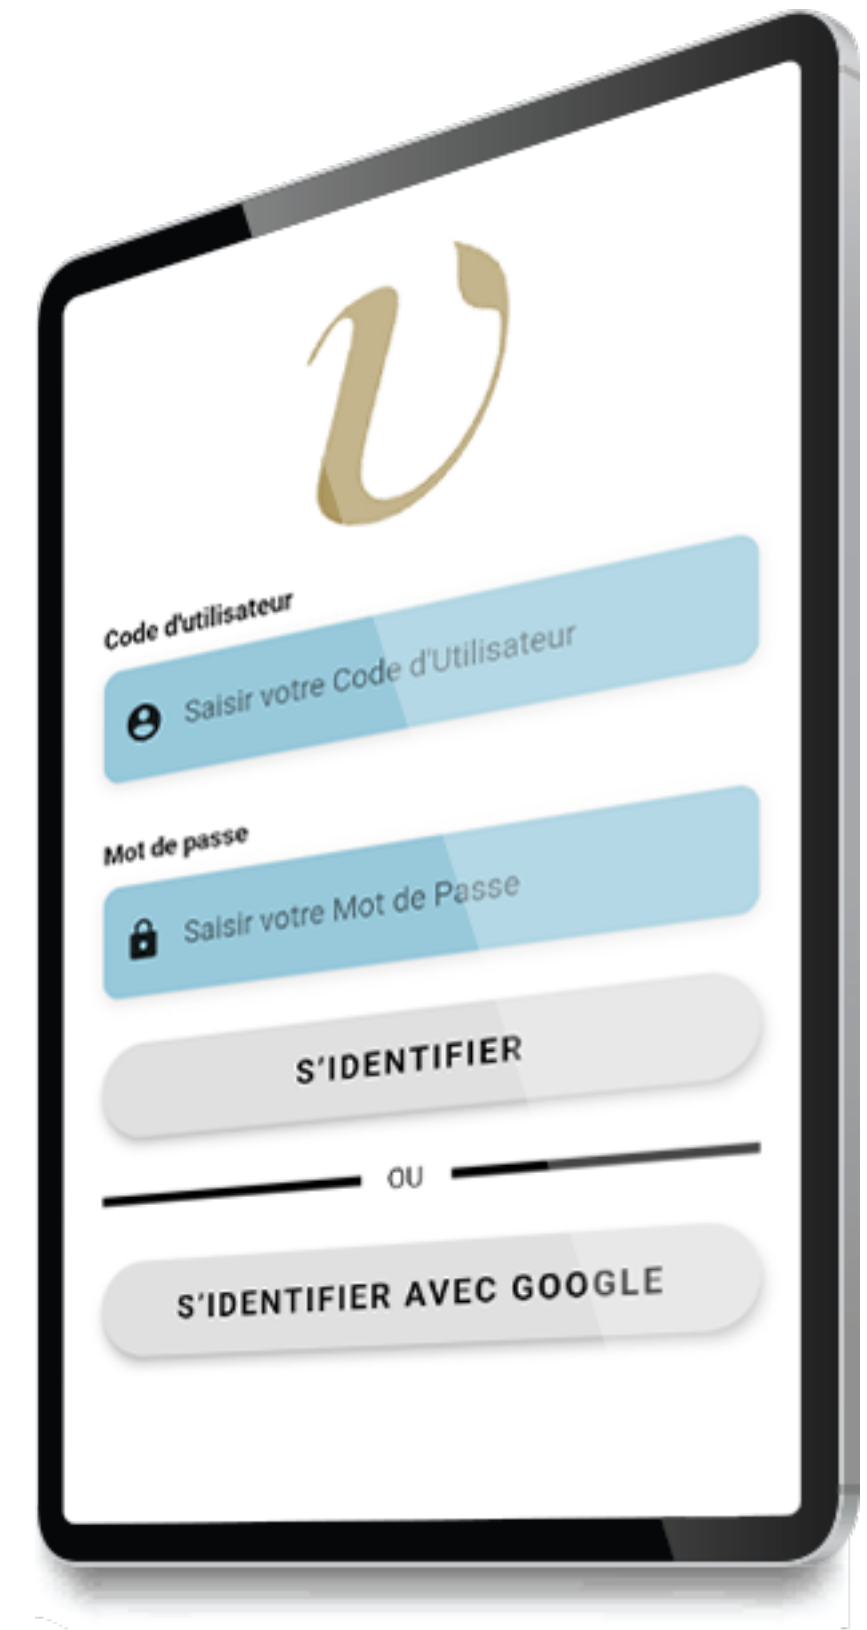 υ
Code d'utilisateur
Saisir votre Code d'Utilisateur
Mot de passe
Saisir votre Mot de Passe
S'IDENTIFIER
OU
S'IDENTIFIER AVEC GOOGLE